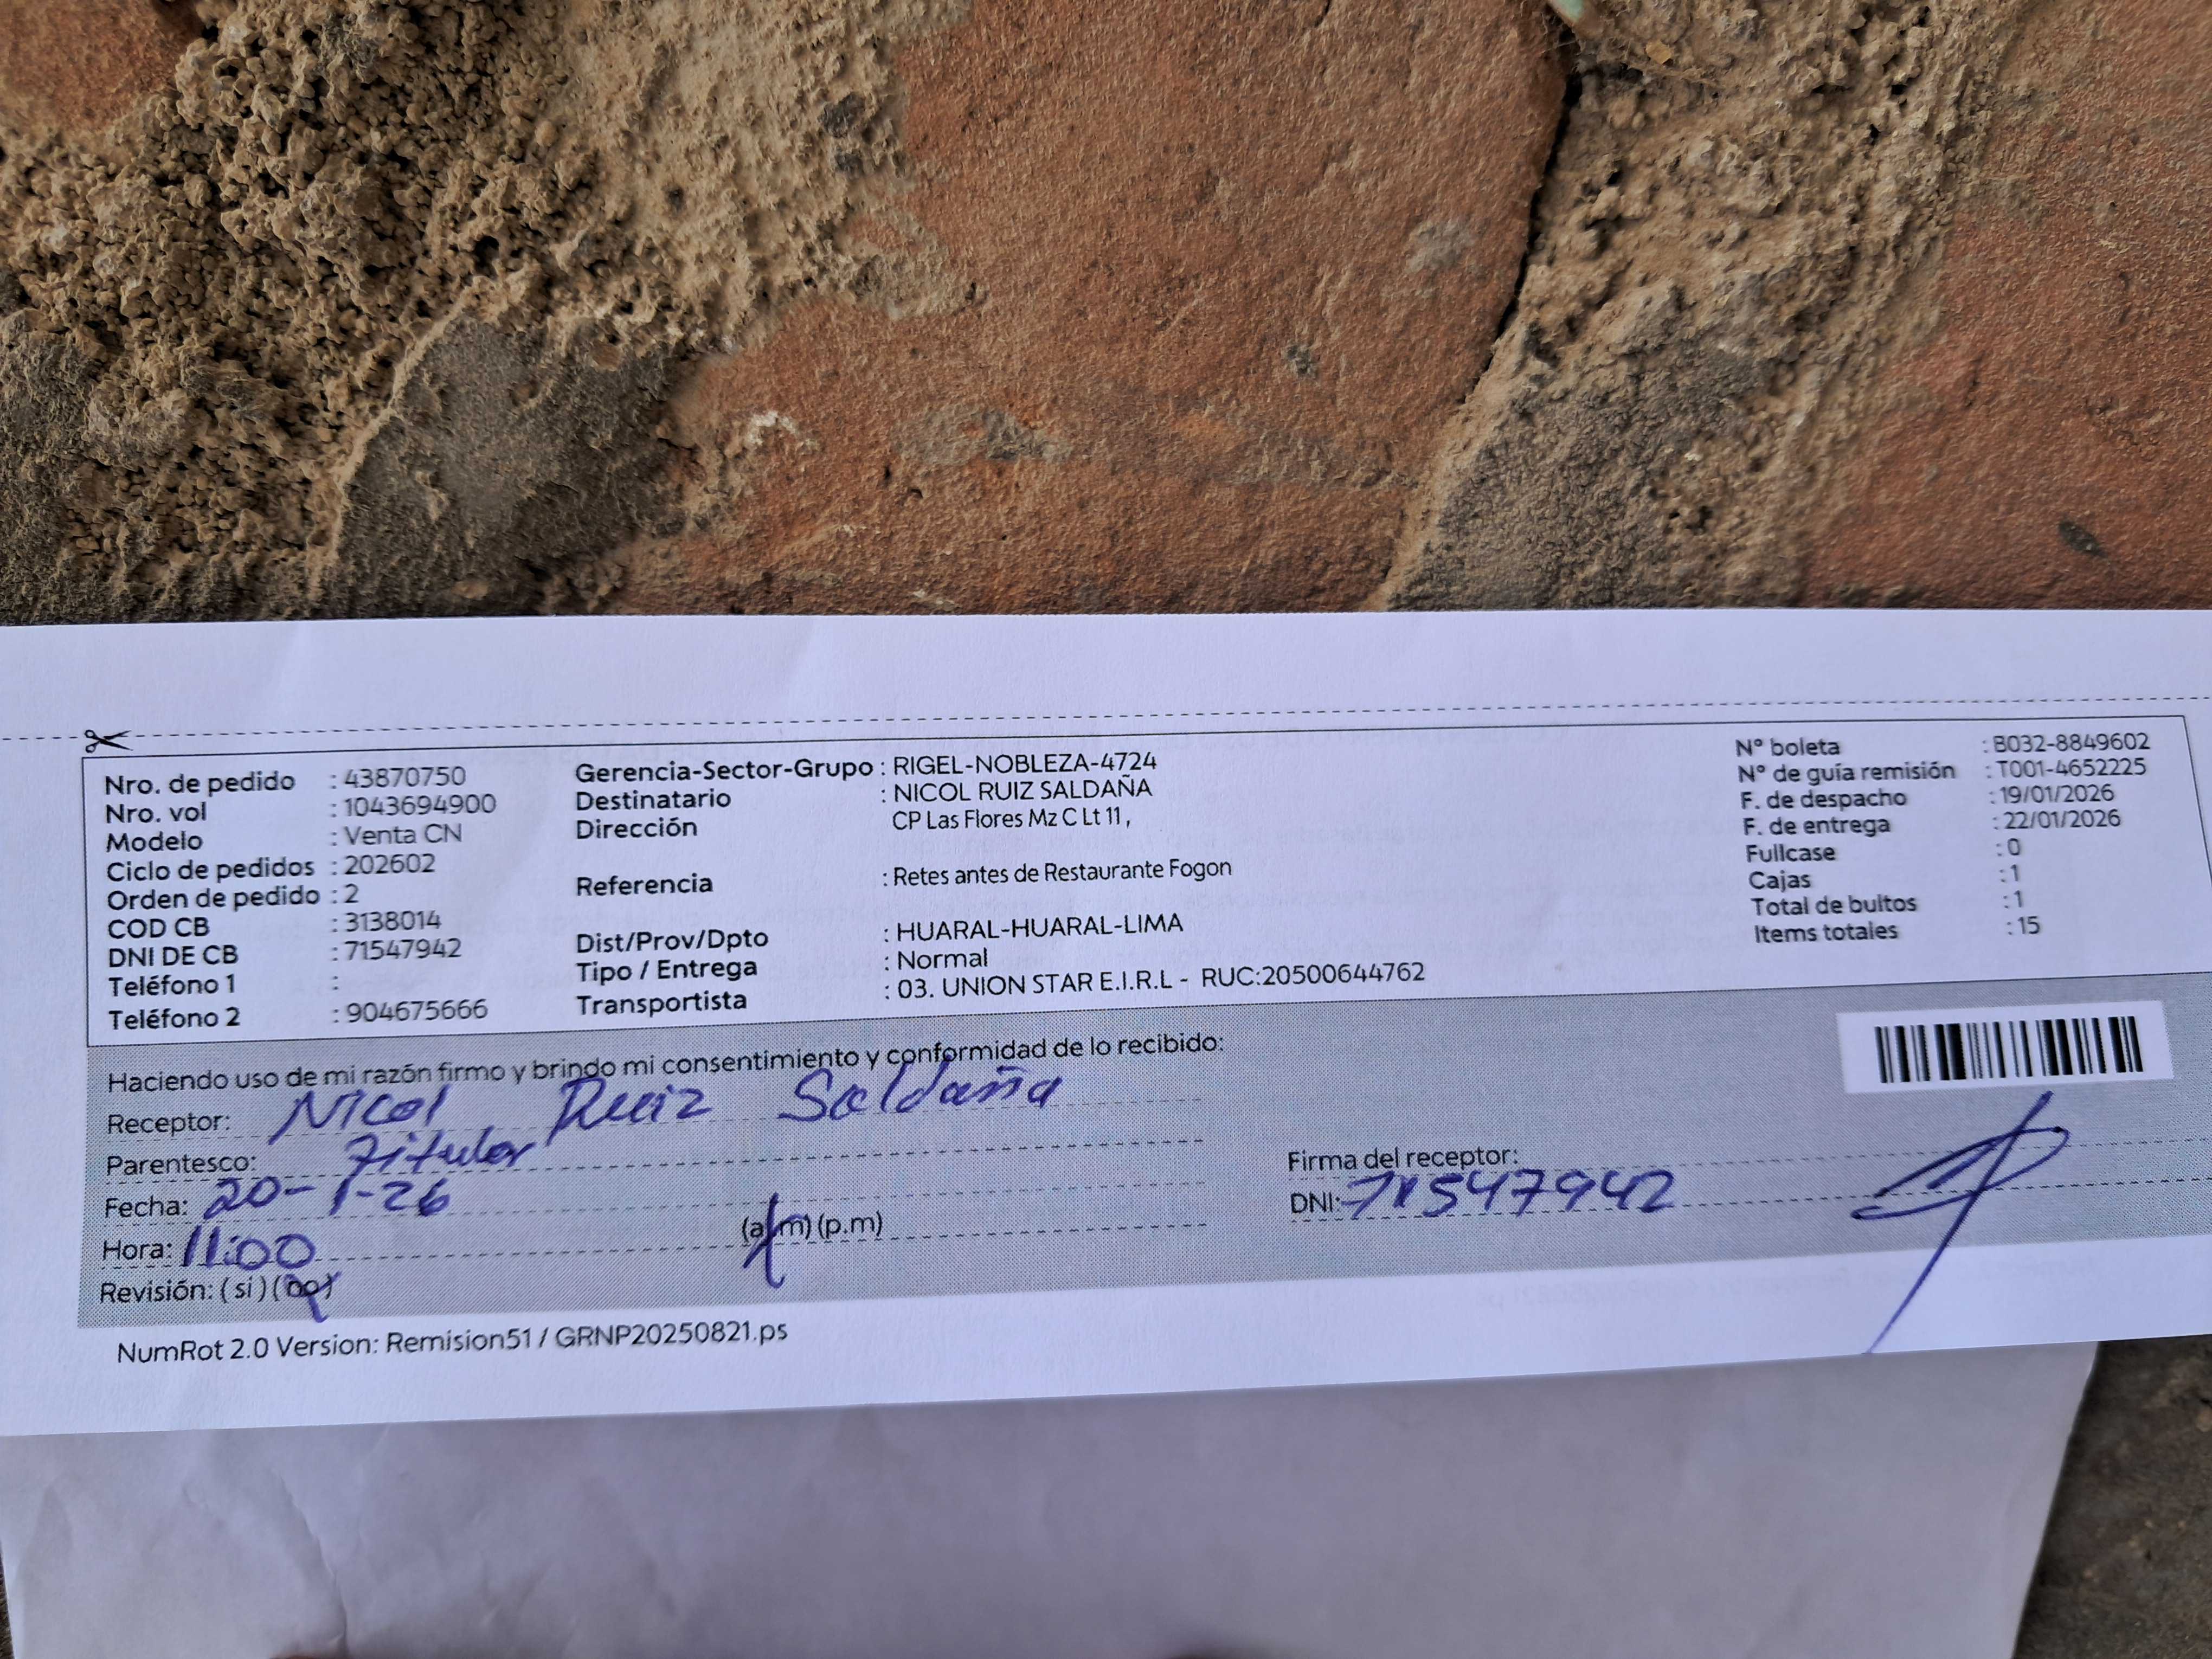 Nro. de pedido : 43870750
Nro. vol : 1043694900
Modelo : Venta CN
Ciclo de pedidos : 202602
Orden de pedido : 2
COD CB : 3138014
DNI DE CB : 71547942
Teléfono 1 :
Teléfono 2 : 904675666
Gerencia-Sector-Grupo : RIGEL-NOBLEZA-4724
Destinatario : NICOL RUIZ SALDAÑA
Dirección CP Las Flores Mz C Lt 11 ,
Referencia : Retes antes de Restaurante Fogon
Dist/Prov/Dpto : HUARAL-HUARAL-LIMA
Tipo / Entrega : Normal
Transportista : 03. UNION STAR E.I.R.L - RUC:20500644762
N° boleta : B032-8849602
N° de guía remisión : T001-4652225
F. de despacho : 19/01/2026
F. de entrega : 22/01/2026
Fullcase : 0
Cajas : 1
Total de bultos : 1
Items totales : 15
Haciendo uso de mi razón firmo y brindo mi consentimiento y conformidad de lo recibido:
Receptor: Nicol Ruiz Saldaña
Parentesco: Titular
Fecha: 20-1-26
Hora: 11:00 (a.m) (p.m)
Revisión: ( si ) ( no )
Firma del receptor:
DNI: 71547942
NumRot 2.0 Version: Remision51 / GRNP20250821.ps